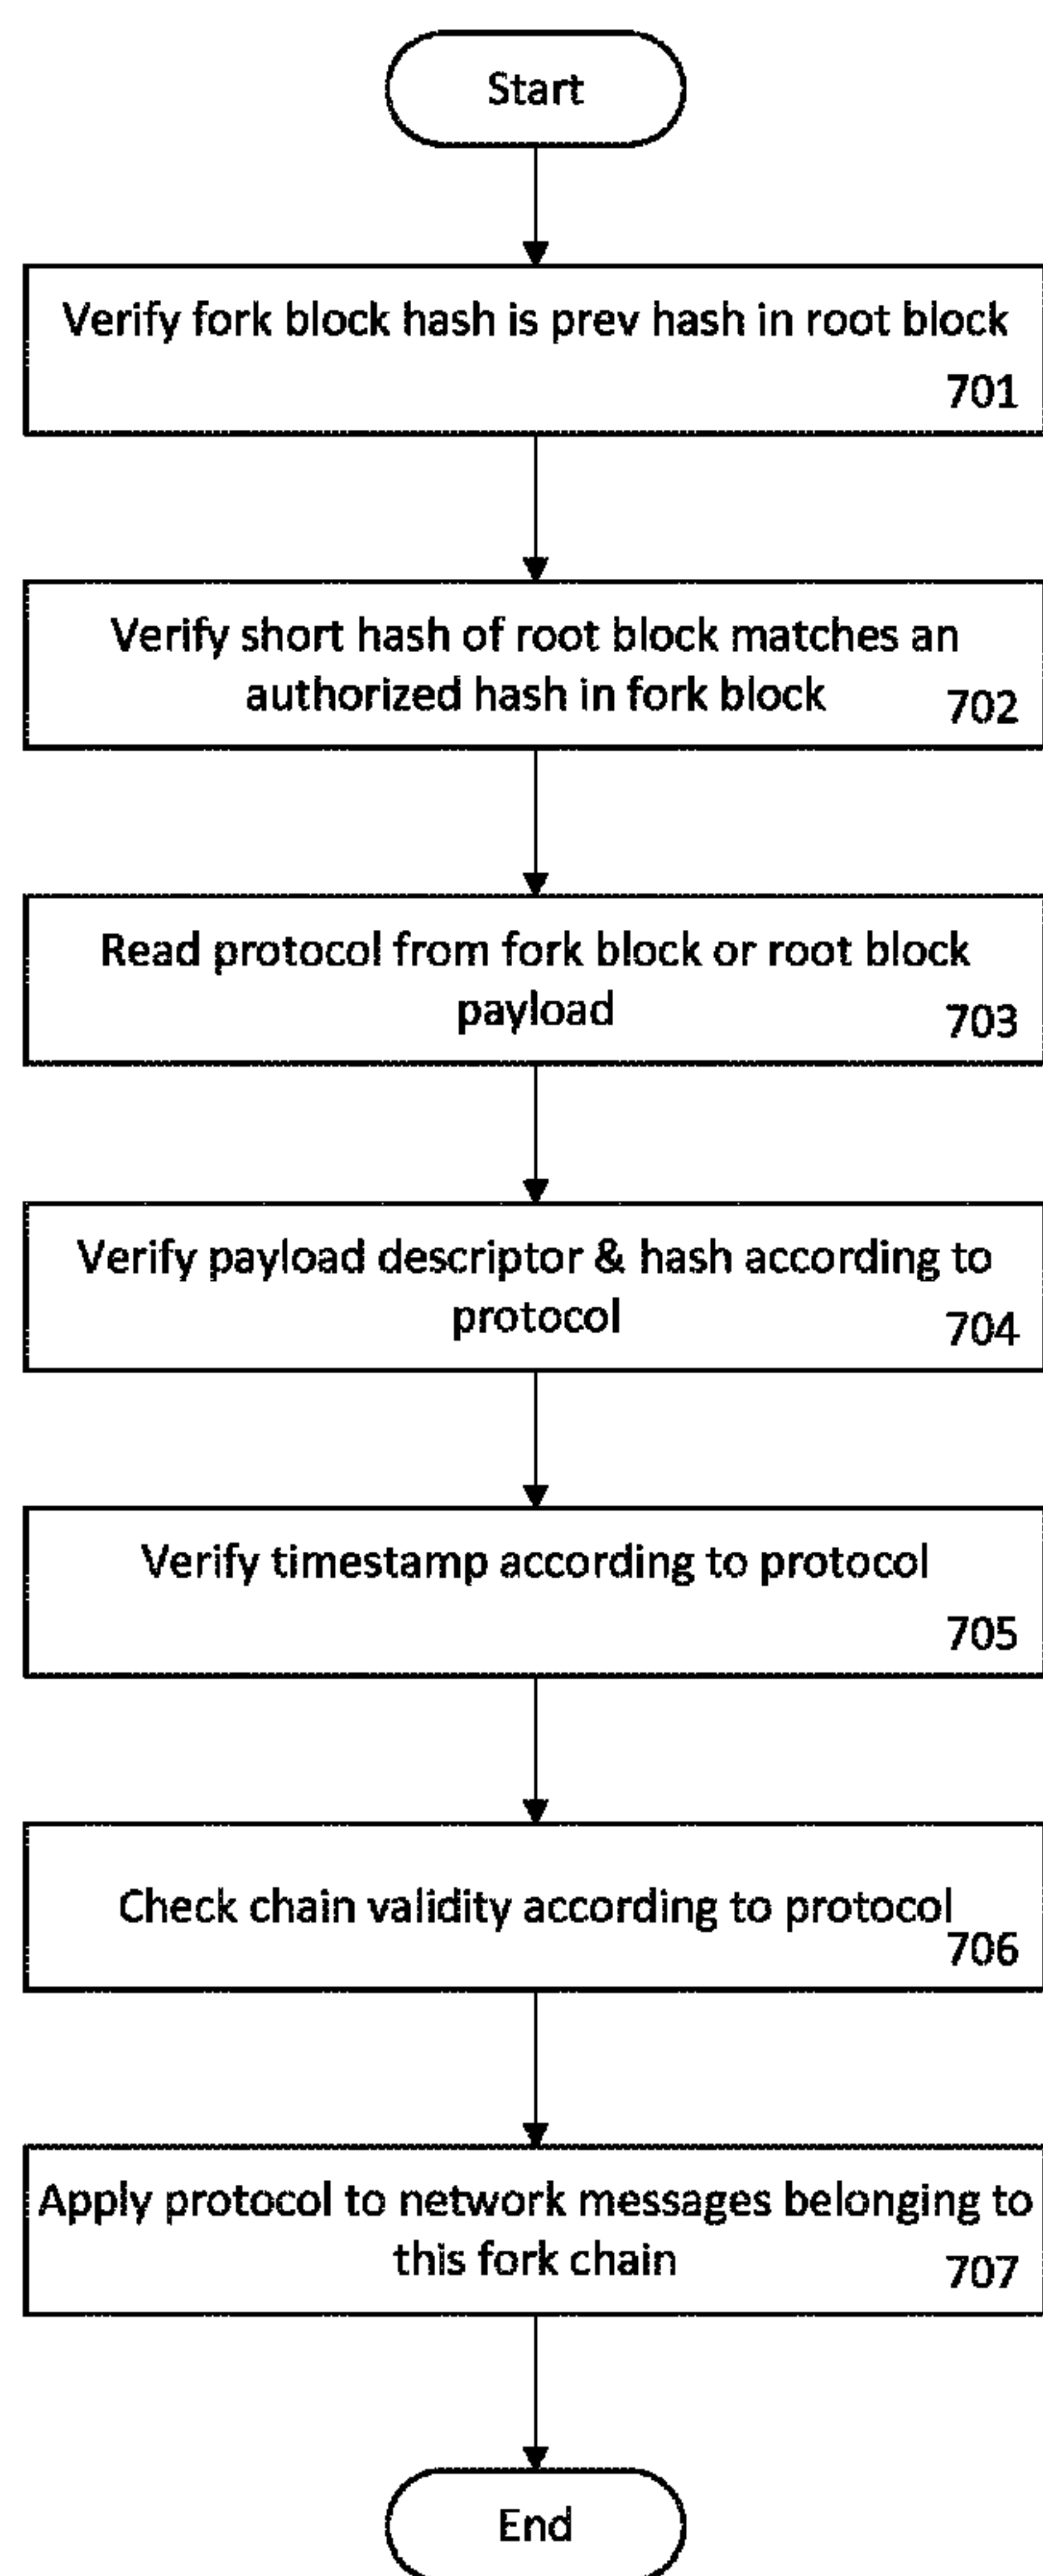 Start
Verify fork block hash is prev hash in root block
701
Verify short hash of root block matches an
authorized hash in fork block
702
Read protocol from fork block or root block
payload
703
Verify payload descriptor & hash according to
protocol
704
Verify timestamp according to protocol
705
Check chain validity according to protocol
706
Apply protocol to network messages belonging to
this fork chain
707
End